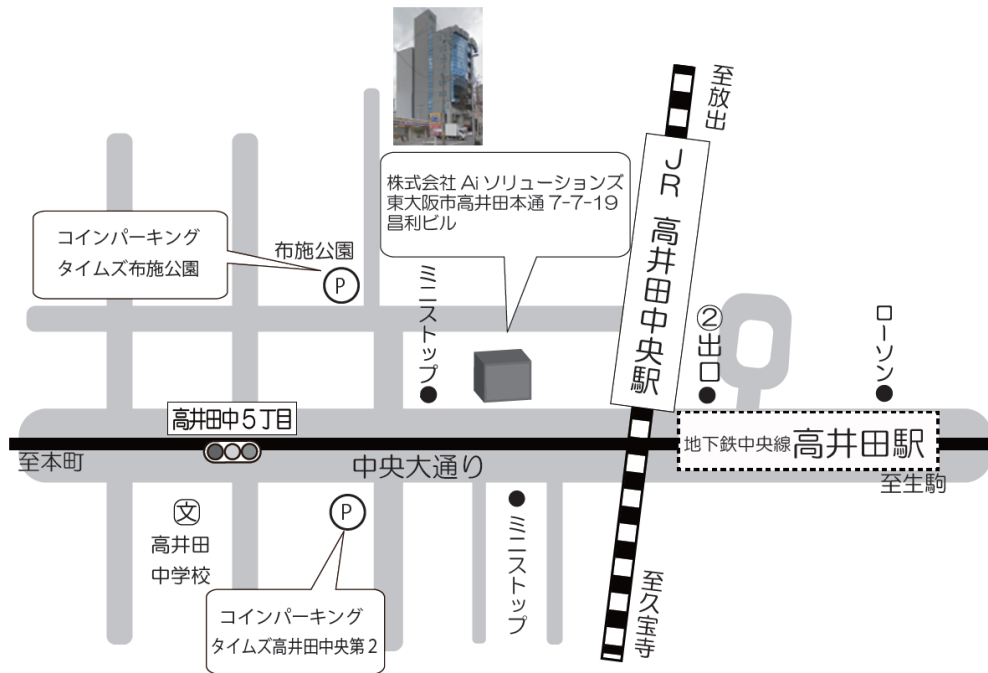 至放出
JR 高井田中央駅
株式会社 Ai ソリューションズ
東大阪市高井田本通 7-7-19
昌利ビル
コインパーキング
タイムズ布施公園
布施公園
P
ミニストップ
②出口
ローソン
高井田中5丁目
地下鉄中央線 高井田駅
至本町
中央大通り
至生駒
文
高井田
中学校
P
ミニストップ
至久宝寺
コインパーキング
タイムズ高井田中央第2